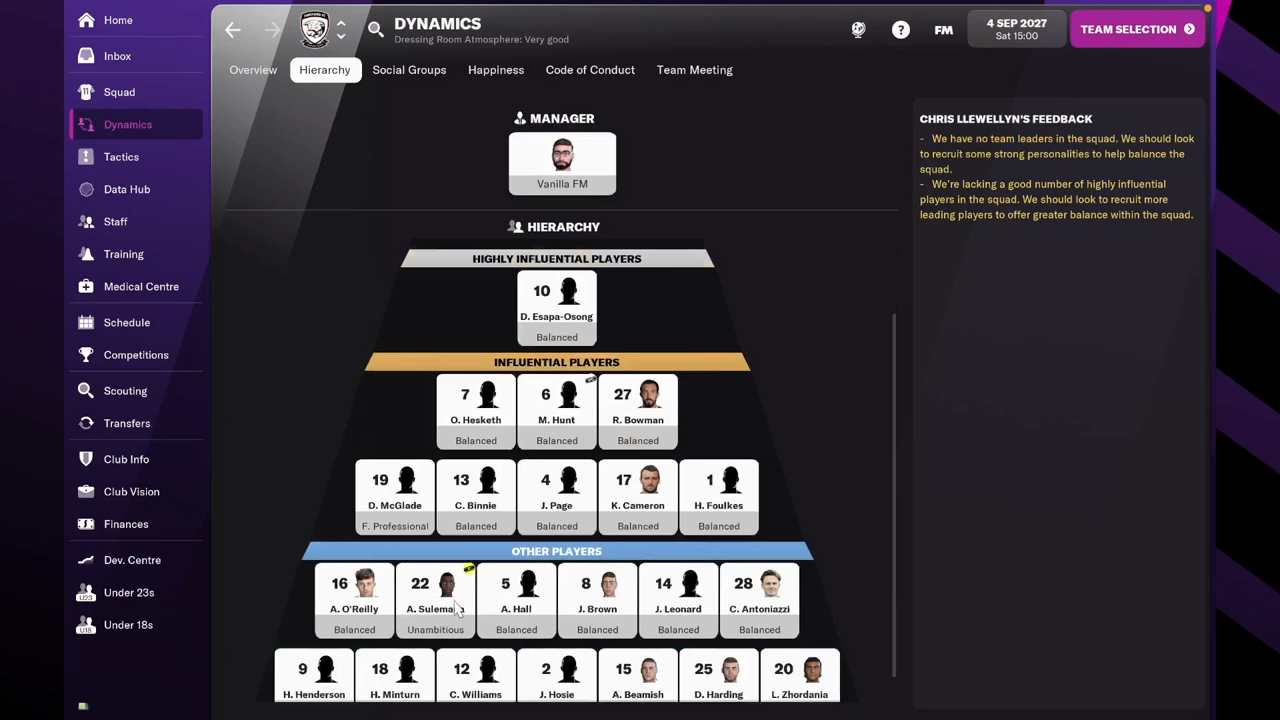 Home
Inbox
Squad
Dynamics
Tactics
Data Hub
Staff
Training
Medical Centre
Schedule
Competitions
Scouting
Transfers
Club Info
Club Vision
Finances
Dev. Centre
Under 23s
Under 18s
DYNAMICS
Dressing Room Atmosphere: Very good
?
FM
4 SEP 2027
Sat 15:00
TEAM SELECTION
Overview
Hierarchy
Social Groups
Happiness
Code of Conduct
Team Meeting
MANAGER
Vanilla FM
HIERARCHY
HIGHLY INFLUENTIAL PLAYERS
10
D. Esapa-Osong
Balanced
INFLUENTIAL PLAYERS
7
O. Hesketh
Balanced
6
M. Hunt
Balanced
27
R. Bowman
Balanced
19
D. McGlade
F. Professional
13
C. Binnie
Balanced
4
J. Page
Balanced
17
K. Cameron
Balanced
1
H. Foulkes
Balanced
OTHER PLAYERS
16
A. O'Reilly
Balanced
22
A.
Unambitious
5
A. Hall
Balanced
8
J. Brown
Balanced
14
J. Leonard
Balanced
28
C. Antoniazzi
Balanced
9
H. Henderson
18
H. Minturn
12
C. Williams
2
J. Hosie
15
A. Beamish
25
D. Harding
20
L. Zhordania
CHRIS LLEWELLYN'S FEEDBACK
- We have no team leaders in the squad. We should look
to recruit some strong personalities to help balance the
squad.
- We're lacking a good number of highly influential
players in the squad. We should look to recruit more
leading players to offer greater balance within the squad.